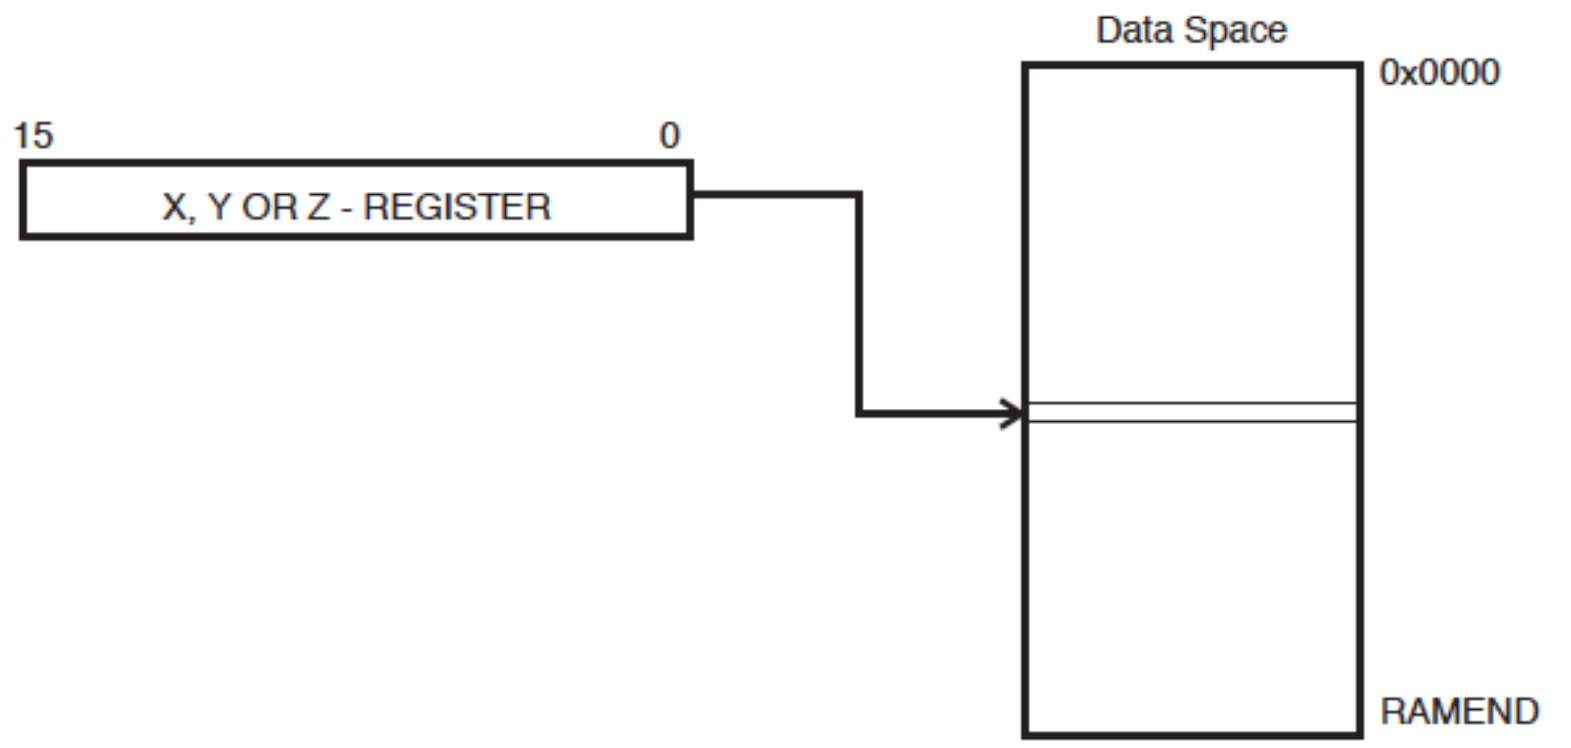 Data Space
0x0000
15 0
X, Y OR Z - REGISTER
RAMEND